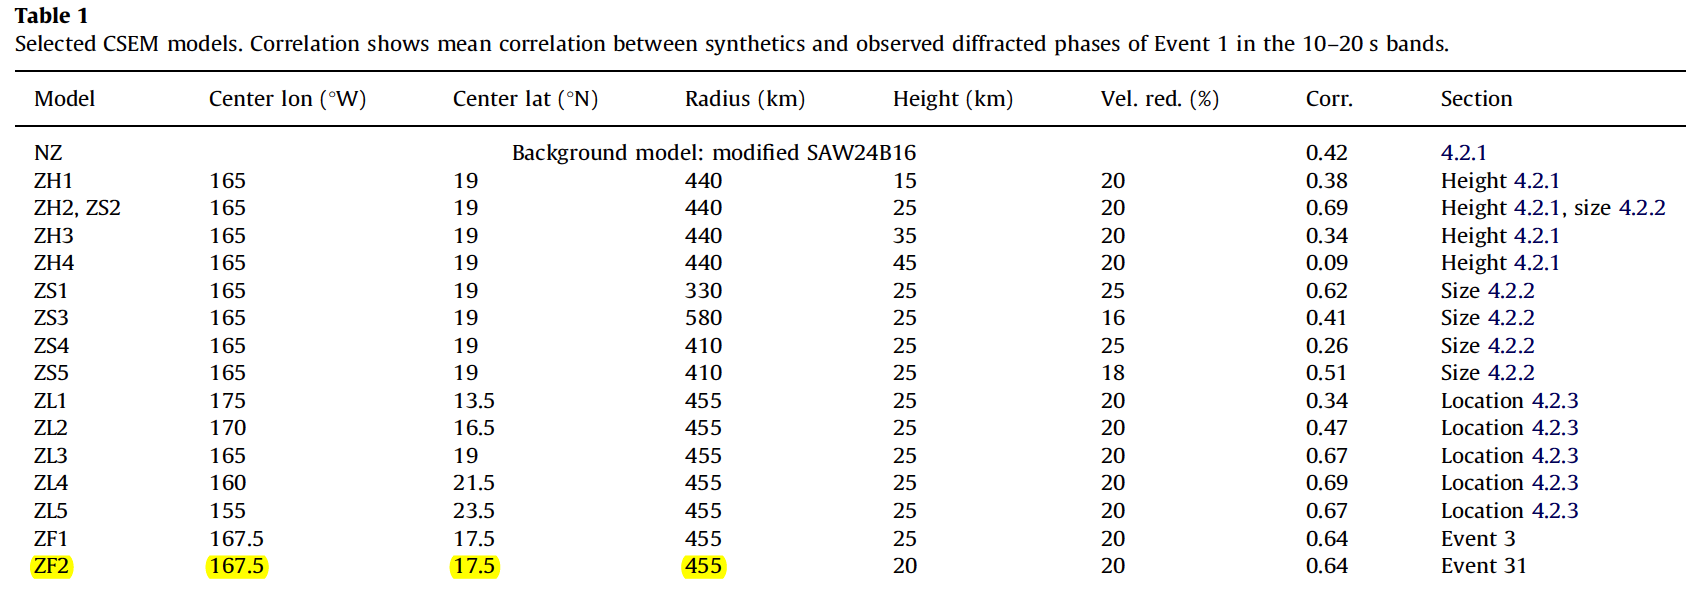 Table 1
Selected CSEM models. Correlation shows mean correlation between synthetics and observed diffracted phases of Event 1 in the 10–20 s bands.
Model Center lon (°W) Center lat (°N) Radius (km) Height (km) Vel. red. (%) Corr. Section
NZ Background model: modified SAW24B16 0.42 4.2.1
ZH1 165 19 440 15 20 0.38 Height 4.2.1
ZH2, ZS2 165 19 440 25 20 0.69 Height 4.2.1, size 4.2.2
ZH3 165 19 440 35 20 0.34 Height 4.2.1
ZH4 165 19 440 45 20 0.09 Height 4.2.1
ZS1 165 19 330 25 25 0.62 Size 4.2.2
ZS3 165 19 580 25 16 0.41 Size 4.2.2
ZS4 165 19 410 25 25 0.26 Size 4.2.2
ZS5 165 19 410 25 18 0.51 Size 4.2.2
ZL1 175 13.5 455 25 20 0.34 Location 4.2.3
ZL2 170 16.5 455 25 20 0.47 Location 4.2.3
ZL3 165 19 455 25 20 0.67 Location 4.2.3
ZL4 160 21.5 455 25 20 0.69 Location 4.2.3
ZL5 155 23.5 455 25 20 0.67 Location 4.2.3
ZF1 167.5 17.5 455 25 20 0.64 Event 3
ZF2 167.5 17.5 455 20 20 0.64 Event 31